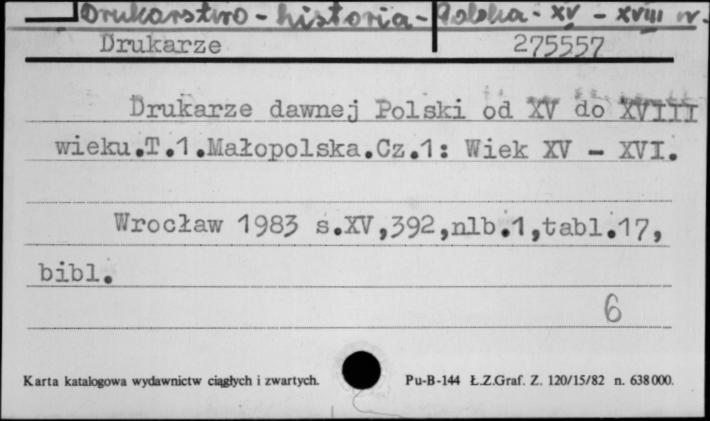 Drukarstwo - historia - Polska - XV - XVIII w.
Drukarze 275557
Drukarze dawnej Polski od XV do XVIII
wieku.T.1.Małopolska.Cz.1: Wiek XV - XVI.
Wrocław 1983 s.XV,392,nlb.1,tabl.17,
bibl.
6
Karta katalogowa wydawnictw ciągłych i zwartych. Pu-B-144 Ł.Z.Graf. Z. 120/15/82 n. 638000.